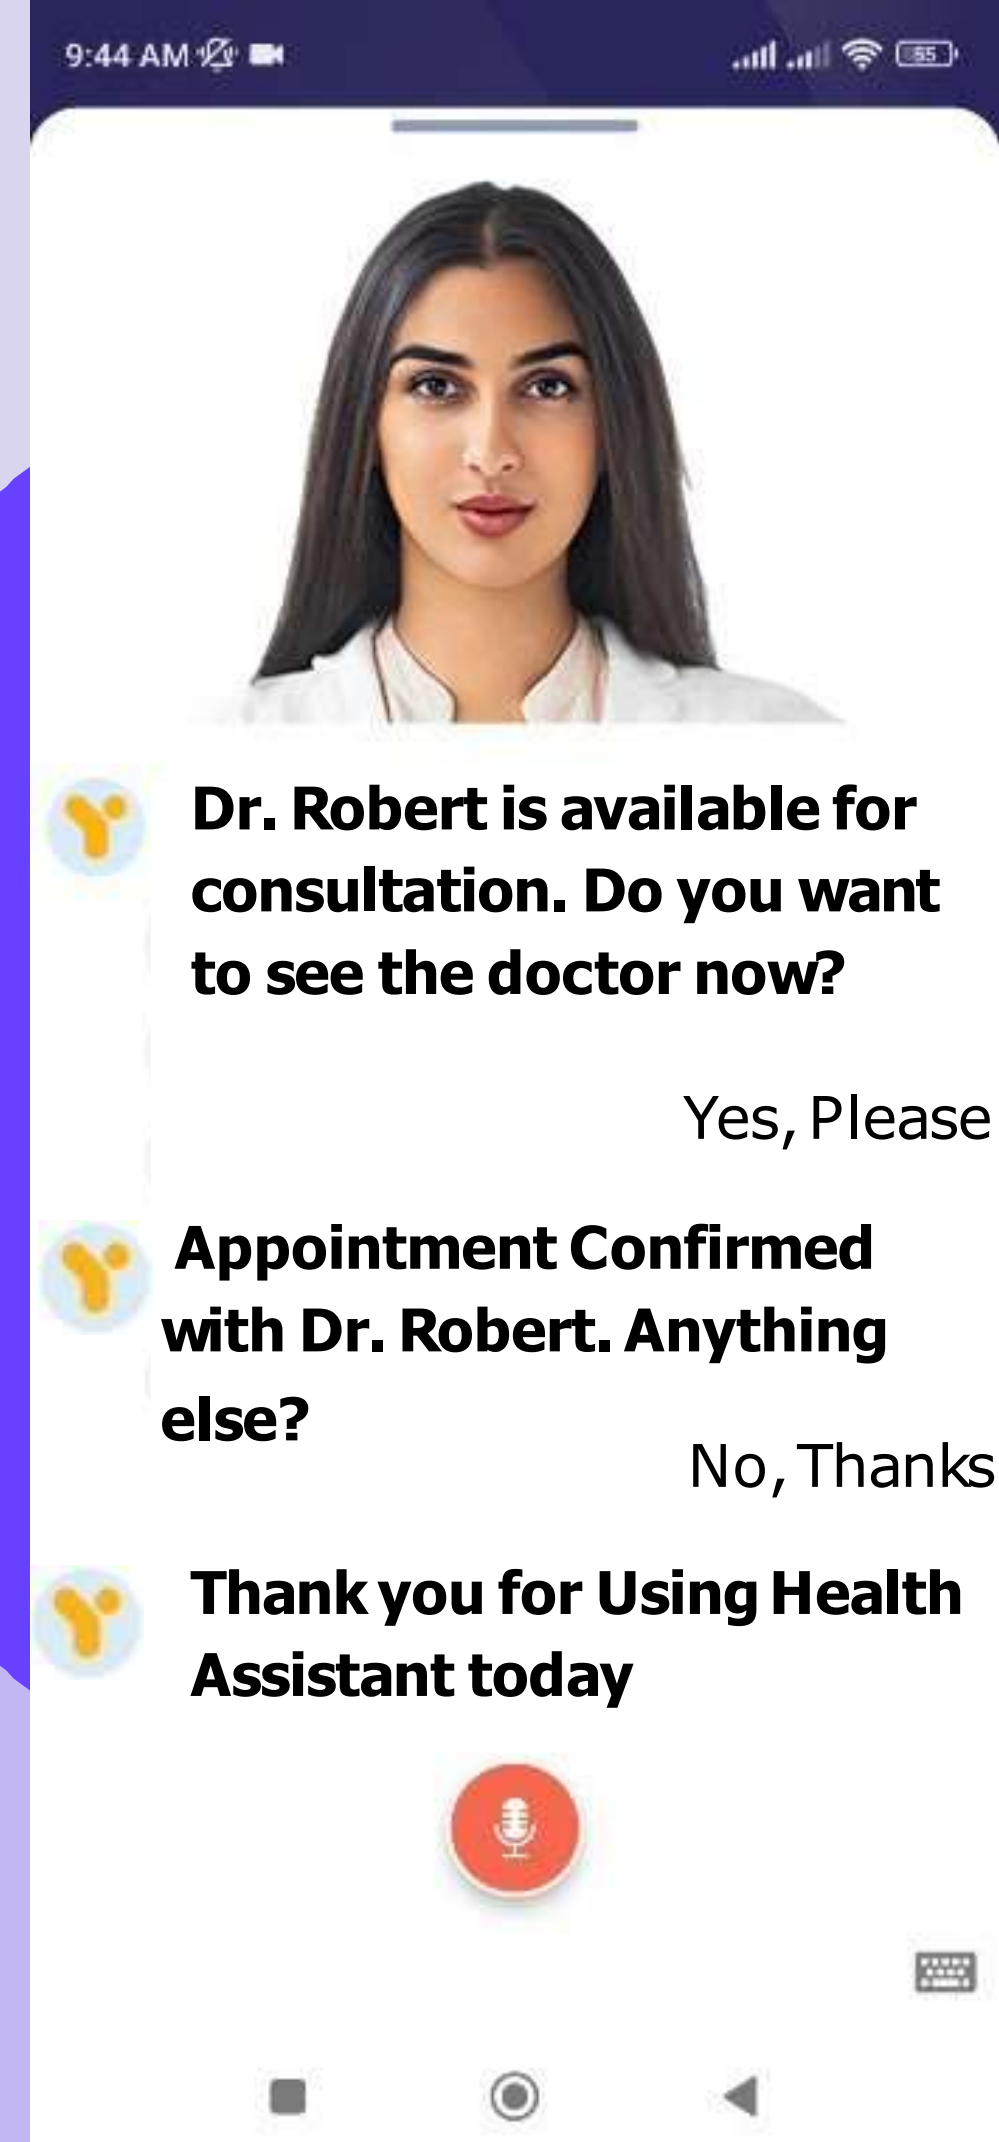 9:44 AM
55
Dr. Robert is available for
consultation. Do you want
to see the doctor now?
Yes, Please
Appointment Confirmed
with Dr. Robert. Anything
else?
No, Thanks
Thank you for Using Health
Assistant today